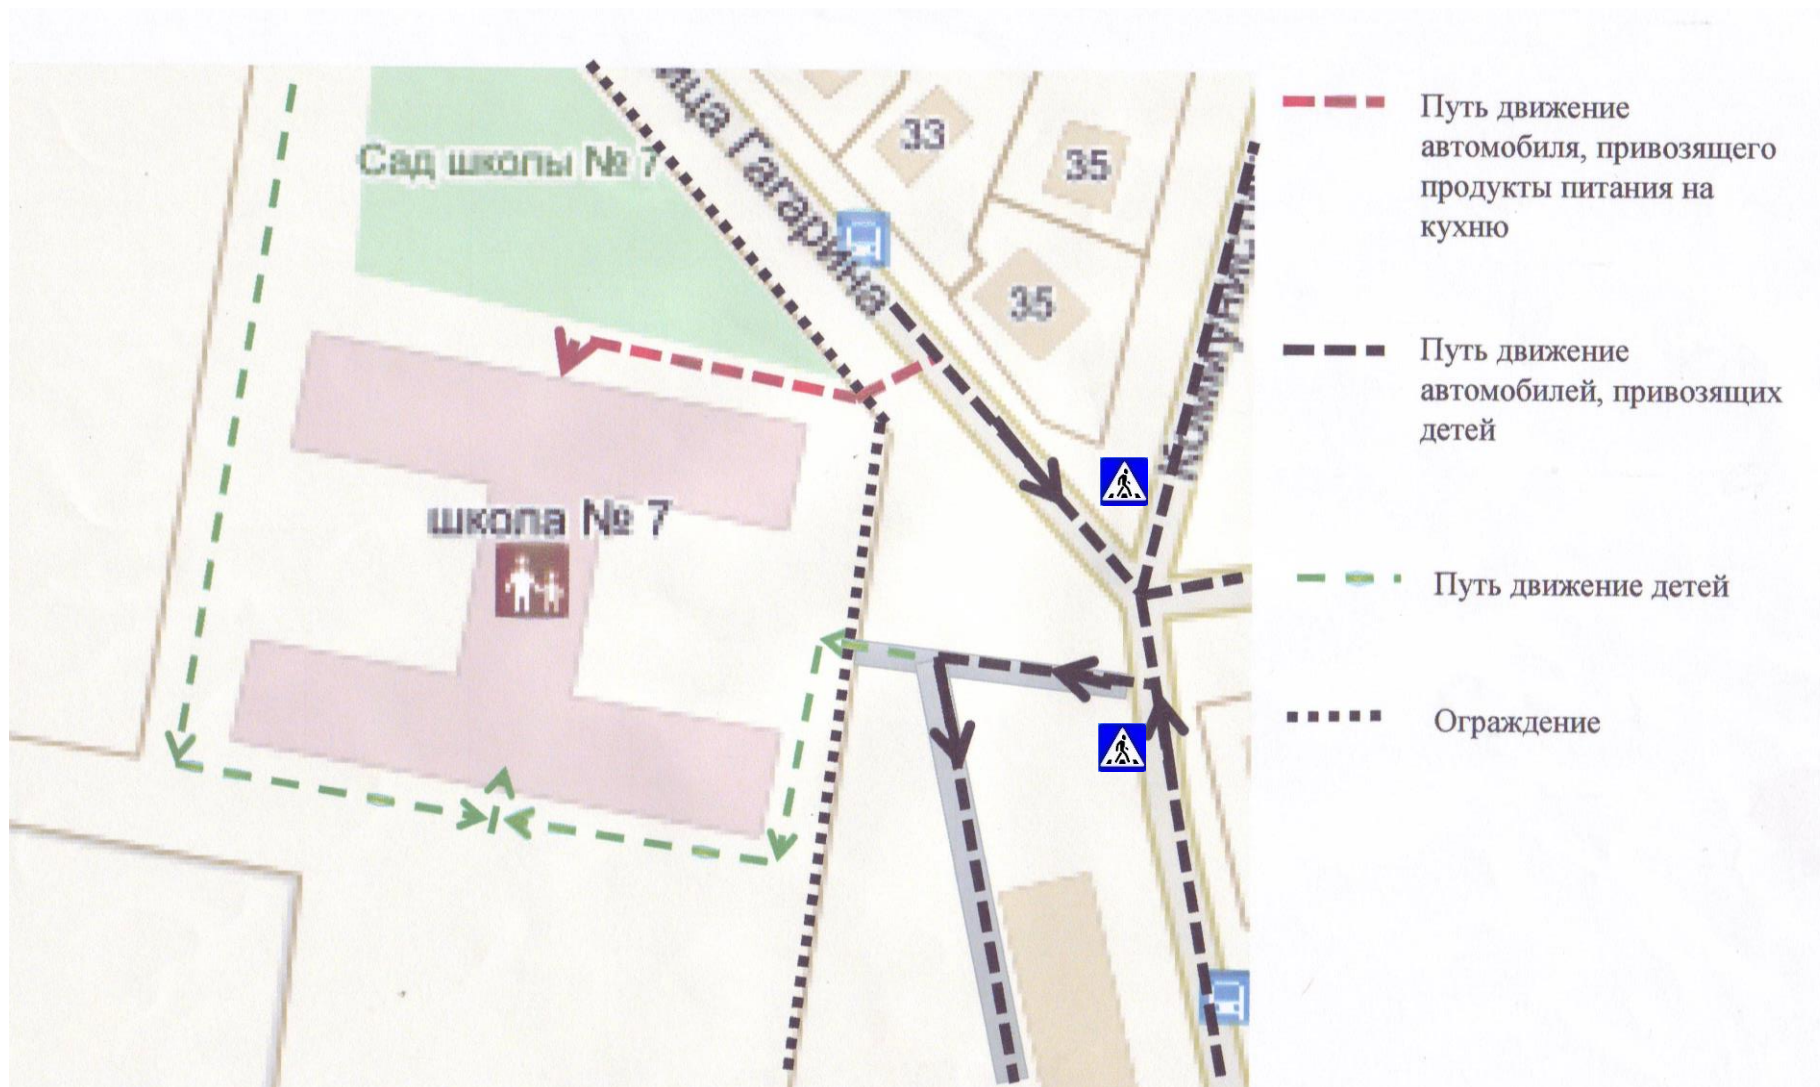 ица Гагарина
33
35
Сад школы № 7
35
школа № 7
Путь движение
автомобиля, привозящего
продукты питания на
кухню
Путь движение
автомобилей, привозящих
детей
Путь движение детей
Ограждение